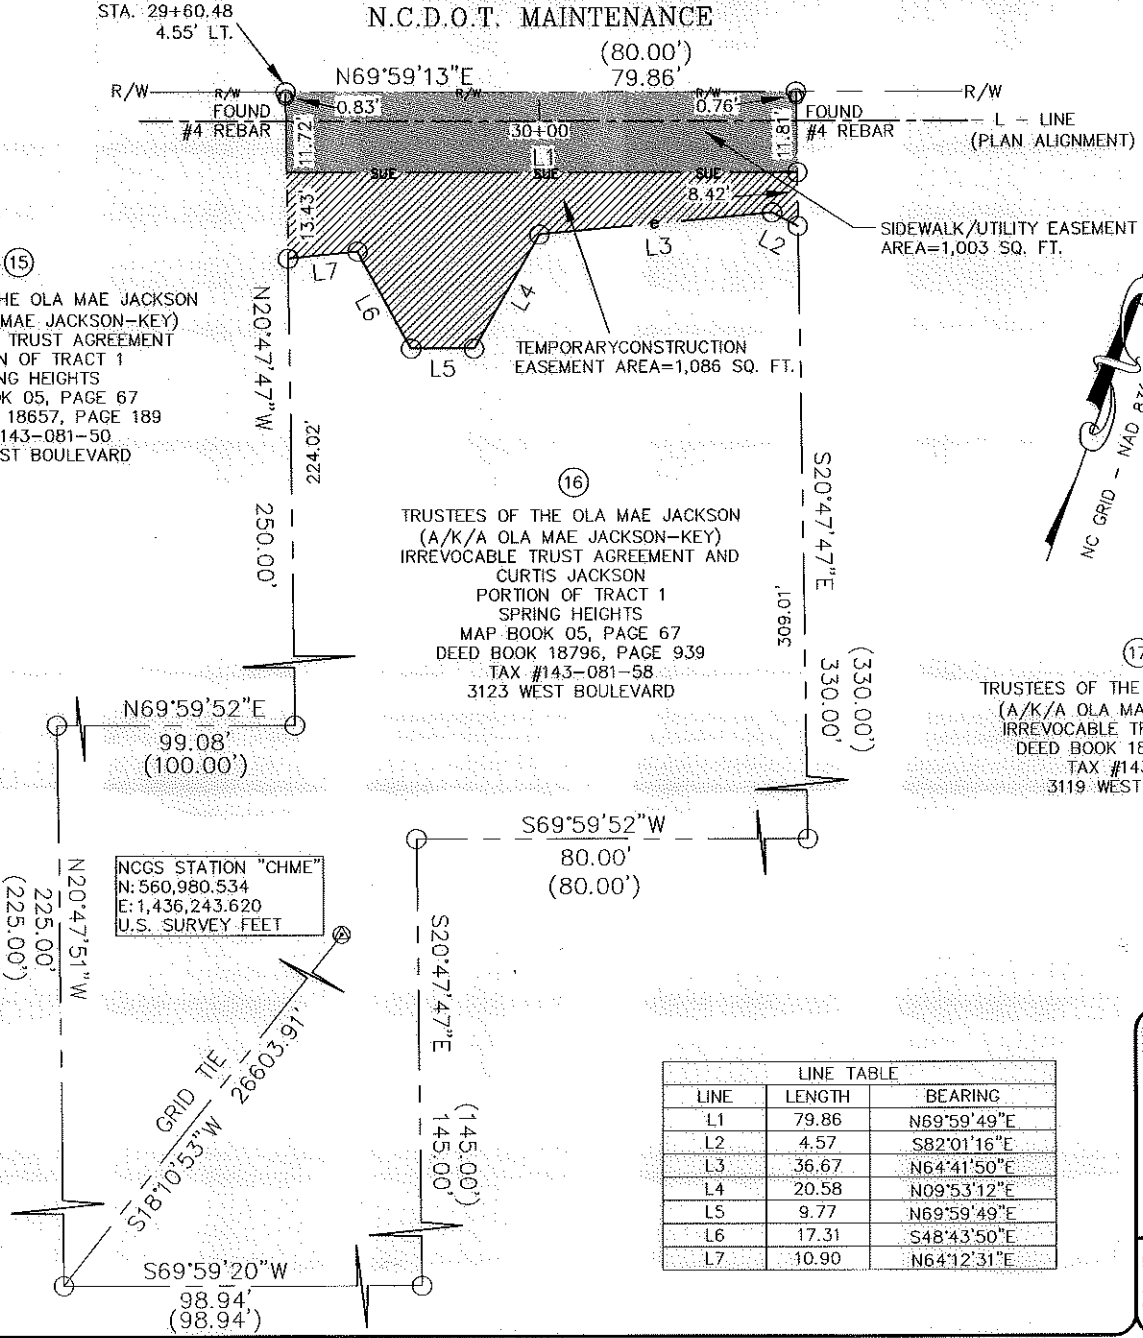 STA. 29+60.48
4.55' LT.
N.C.D.O.T. MAINTENANCE
(80.00')
79.86'
N69°59'13"E
R/W
R/W
R/W
R/W
R/W
FOUND
#4 REBAR
0.83'
0.76'
FOUND
#4 REBAR
L - LINE
(PLAN ALIGNMENT)
30+00
11.72'
11.81'
L1
SUE
SUE
SUE
8.42'
13.43'
L2
L3
L4
L5
L6
L7
SIDEWALK/UTILITY EASEMENT
AREA=1,003 SQ. FT.
TEMPORARYCONSTRUCTION
EASEMENT AREA=1,086 SQ. FT.
15
HE OLA MAE JACKSON
MAE JACKSON-KEY)
TRUST AGREEMENT
N OF TRACT 1
NG HEIGHTS
OK 05, PAGE 67
18657, PAGE 189
143-081-50
ST BOULEVARD
N20°47'47"W
224.02'
250.00'
16
TRUSTEES OF THE OLA MAE JACKSON
(A/K/A OLA MAE JACKSON-KEY)
IRREVOCABLE TRUST AGREEMENT AND
CURTIS JACKSON
PORTION OF TRACT 1
SPRING HEIGHTS
MAP BOOK 05, PAGE 67
DEED BOOK 18796, PAGE 939
TAX #143-081-58
3123 WEST BOULEVARD
S20°47'47"E
309.01'
330.00'
(330.00')
NC GRID - NAD
17
TRUSTEES OF THE
(A/K/A OLA MA
IRREVOCABLE T
DEED BOOK 18
TAX #14
3119 WEST
N69°59'52"E
99.08'
(100.00')
S69°59'52"W
80.00'
(80.00')
NCGS STATION "CHME"
N: 560,980.534
E: 1,436,243.620
U.S. SURVEY FEET
N20°47'51"W
225.00'
(225.00')
GRID TIE
S18°10'53"W 26603.91'
S20°47'47"E
(145.00')
145.00'
S69°59'20"W
98.94'
(98.94')
LINE TABLE
LINE LENGTH BEARING
L1 79.86 N69°59'49"E
L2 4.57 S82°01'16"E
L3 36.67 N64°41'50"E
L4 20.58 N09°53'12"E
L5 9.77 N69°59'49"E
L6 17.31 S48°43'50"E
L7 10.90 N64°12'31"E